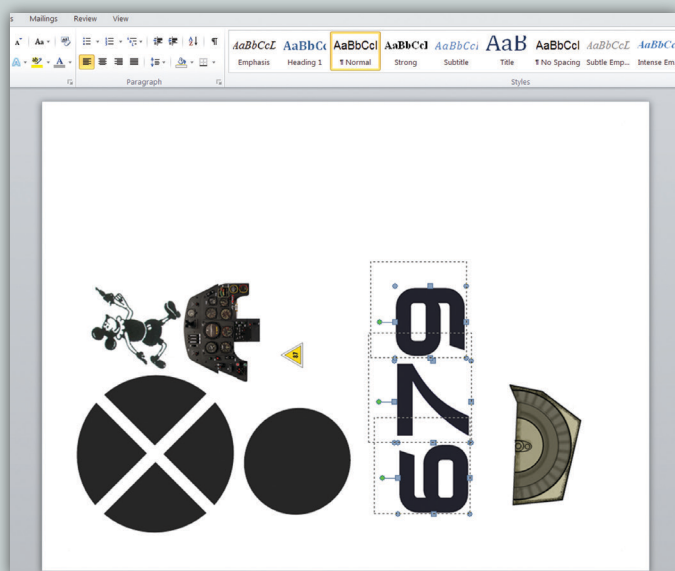 s Mailings Review View
AaBbCcL AaBbCc AaBbCcI AaBbCcI AaBbCcI AaB AaBbCcI AaBbCcL AaBbCc
Emphasis Heading 1 ¶ Normal Strong Subtitle Title ¶ No Spacing Subtle Emp... Intense Em
Paragraph Styles
679